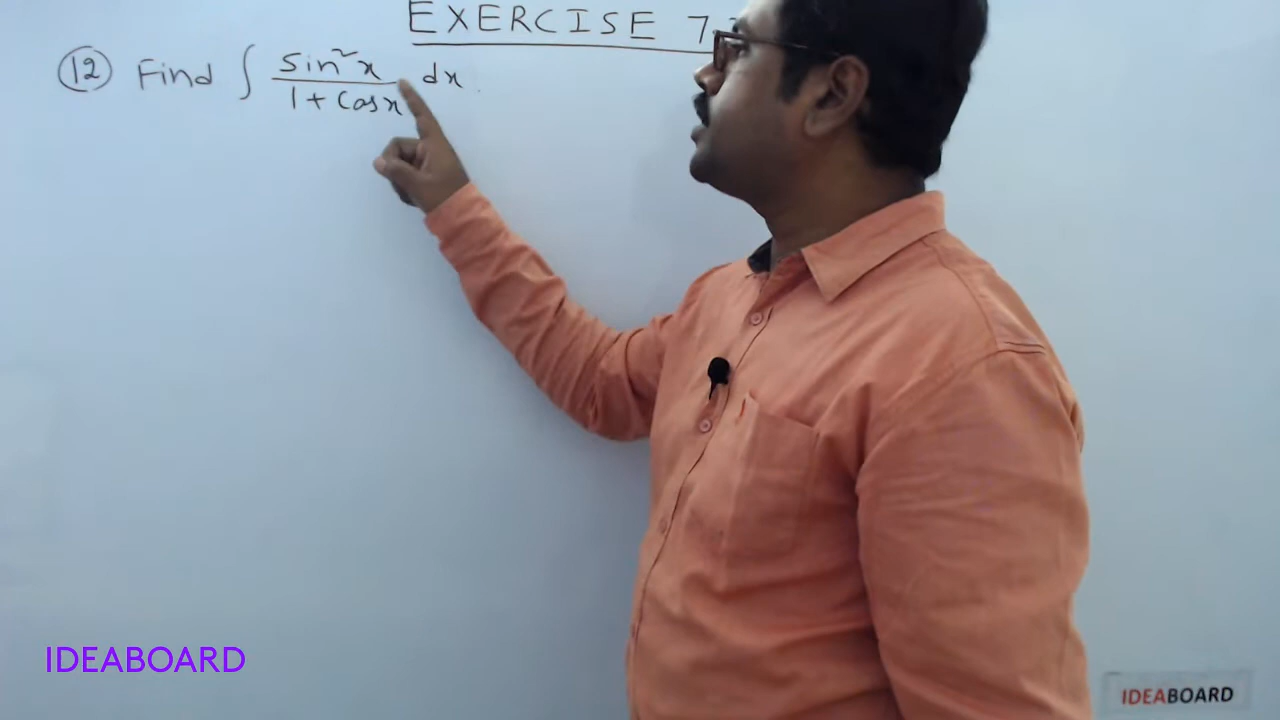 EXERCISE 7.
(12) Find ∫ sin²x / 1 + cosx dx
IDEABOARD
IDEABOARD